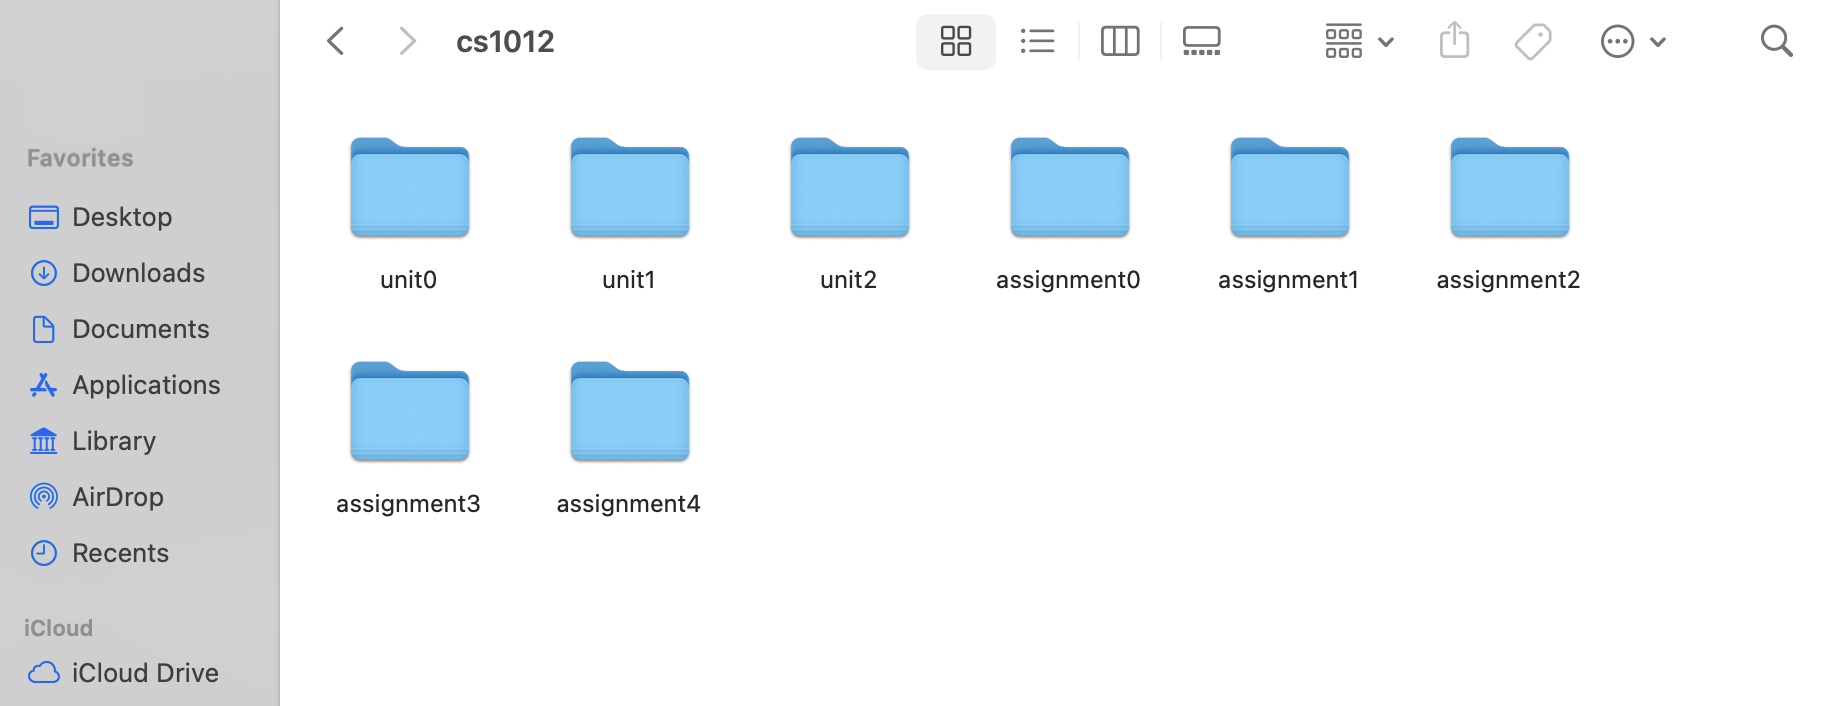 cs1012
Favorites
Desktop
Downloads
Documents
Applications
Library
AirDrop
Recents
iCloud
iCloud Drive
unit0
unit1
unit2
assignment0
assignment1
assignment2
assignment3
assignment4